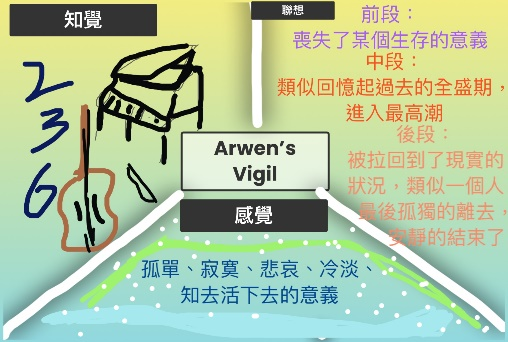 知覺
2
3
6
聯想
前段：
喪失了某個生存的意義
中段：
類似回憶起過去的全盛期，
進入最高潮
後段：
被拉回到了現實的
狀況，類似一個人
最後孤獨的離去，
安靜的結束了
Arwen's
Vigil
感覺
孤單、寂寞、悲哀、冷淡、
知去活下去的意義